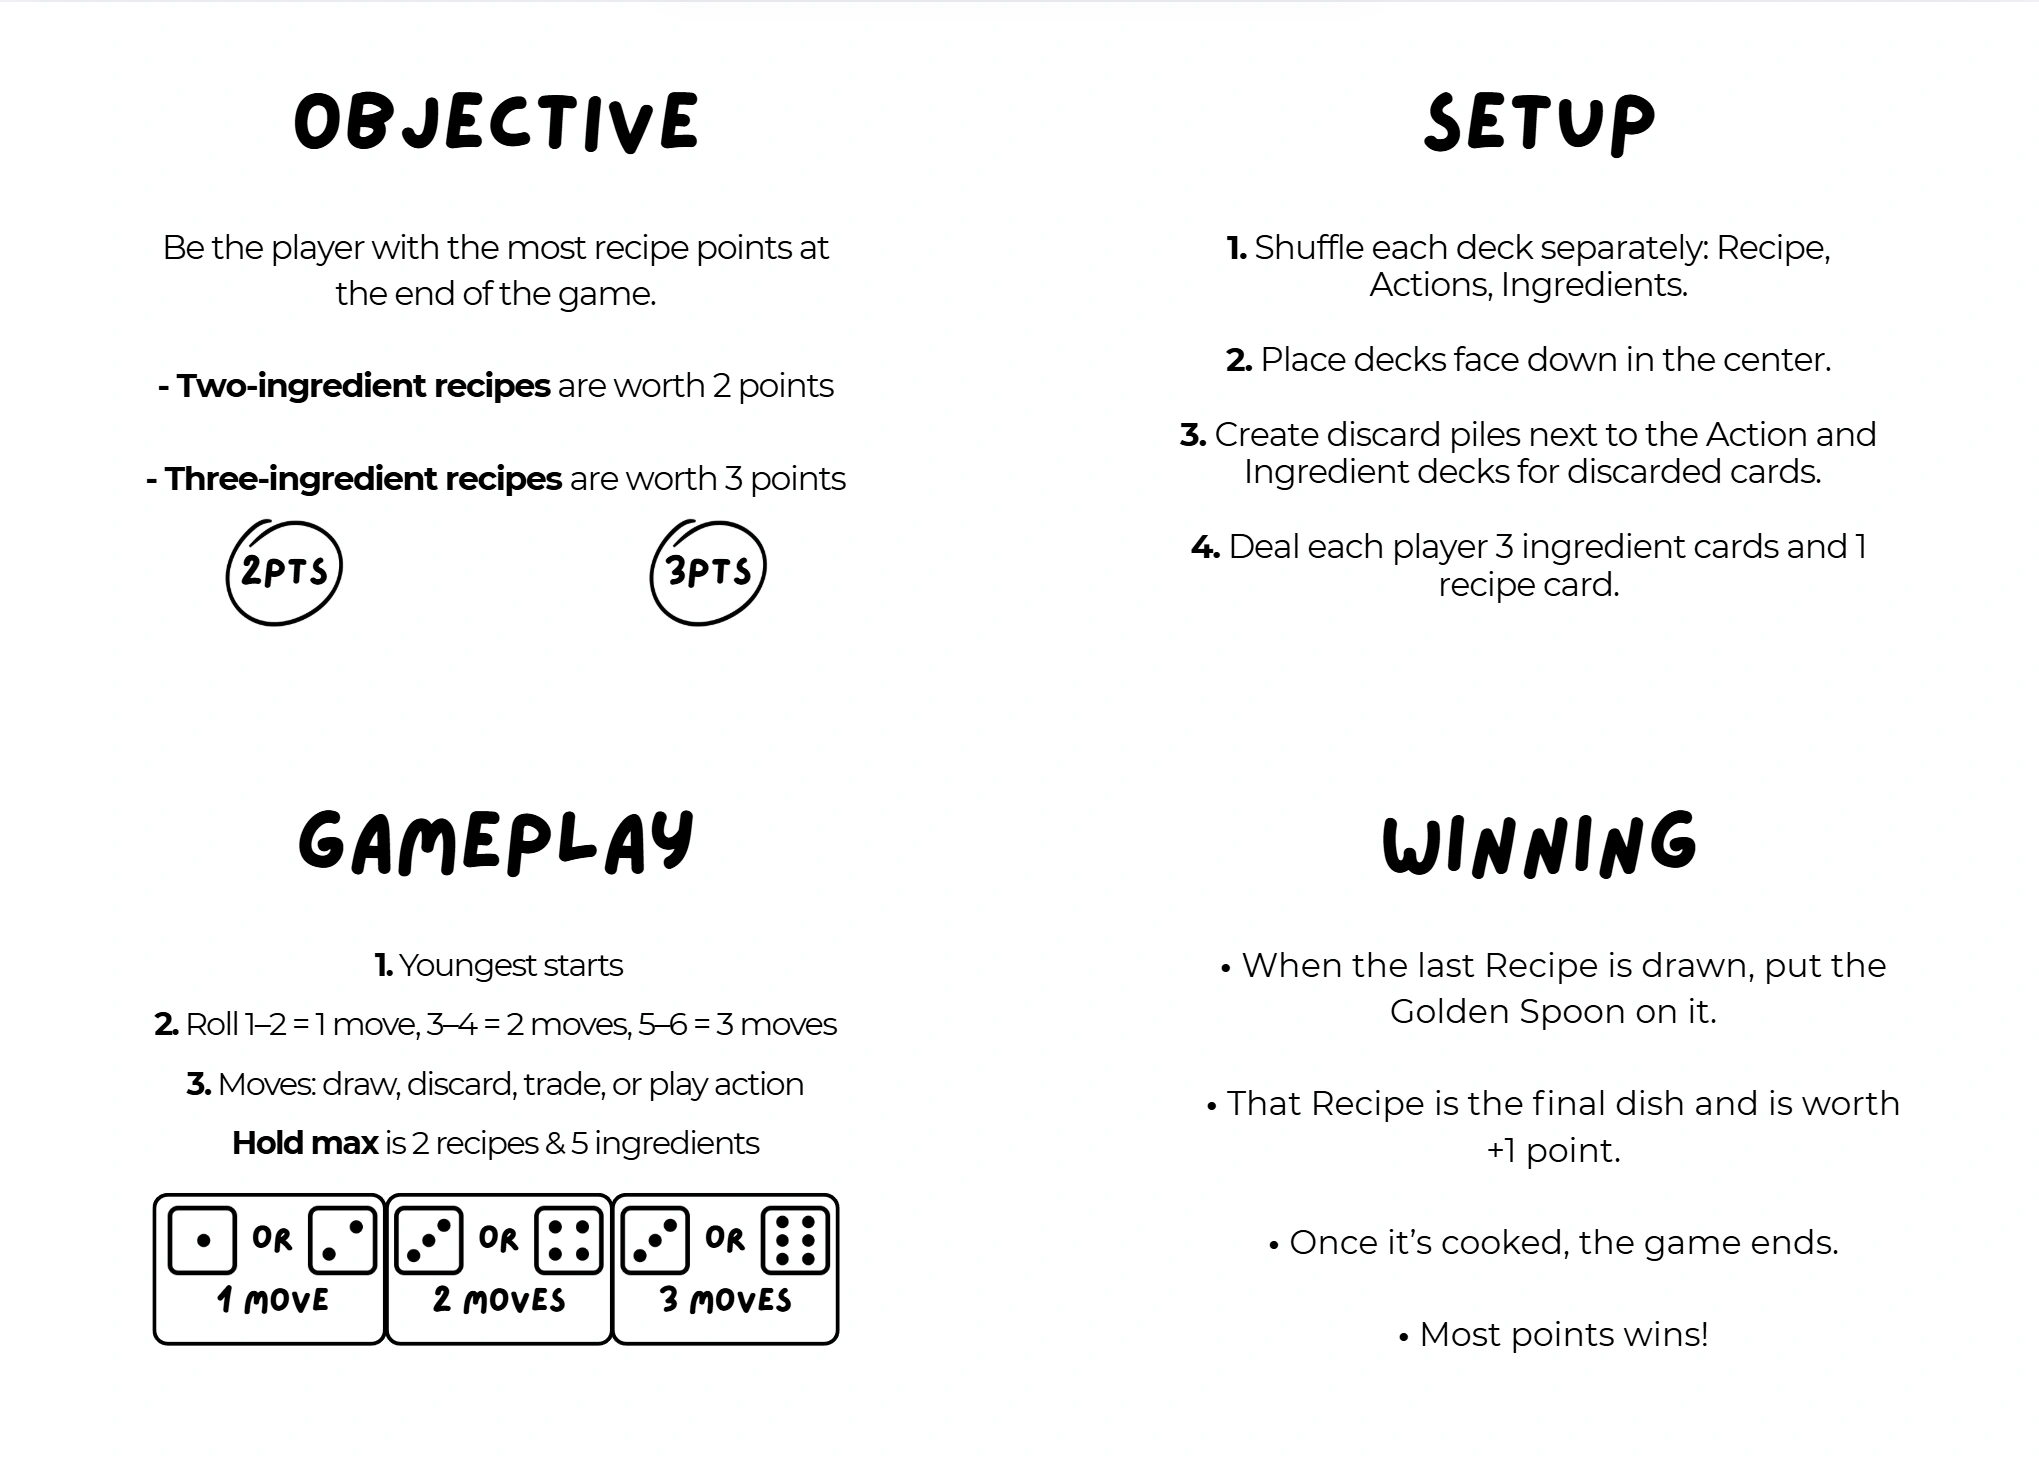 OBJECTIVE
Be the player with the most recipe points at
the end of the game.
- Two-ingredient recipes are worth 2 points
- Three-ingredient recipes are worth 3 points
2PTS
3PTS
SETUP
1. Shuffle each deck separately: Recipe,
Actions, Ingredients.
2. Place decks face down in the center.
3. Create discard piles next to the Action and
Ingredient decks for discarded cards.
4. Deal each player 3 ingredient cards and 1
recipe card.
GAMEPLAY
1. Youngest starts
2. Roll 1–2 = 1 move, 3–4 = 2 moves, 5–6 = 3 moves
3. Moves: draw, discard, trade, or play action
Hold max is 2 recipes & 5 ingredients
OR
1 MOVE
OR
2 MOVES
OR
3 MOVES
WINNING
• When the last Recipe is drawn, put the
Golden Spoon on it.
• That Recipe is the final dish and is worth
+1 point.
• Once it’s cooked, the game ends.
• Most points wins!